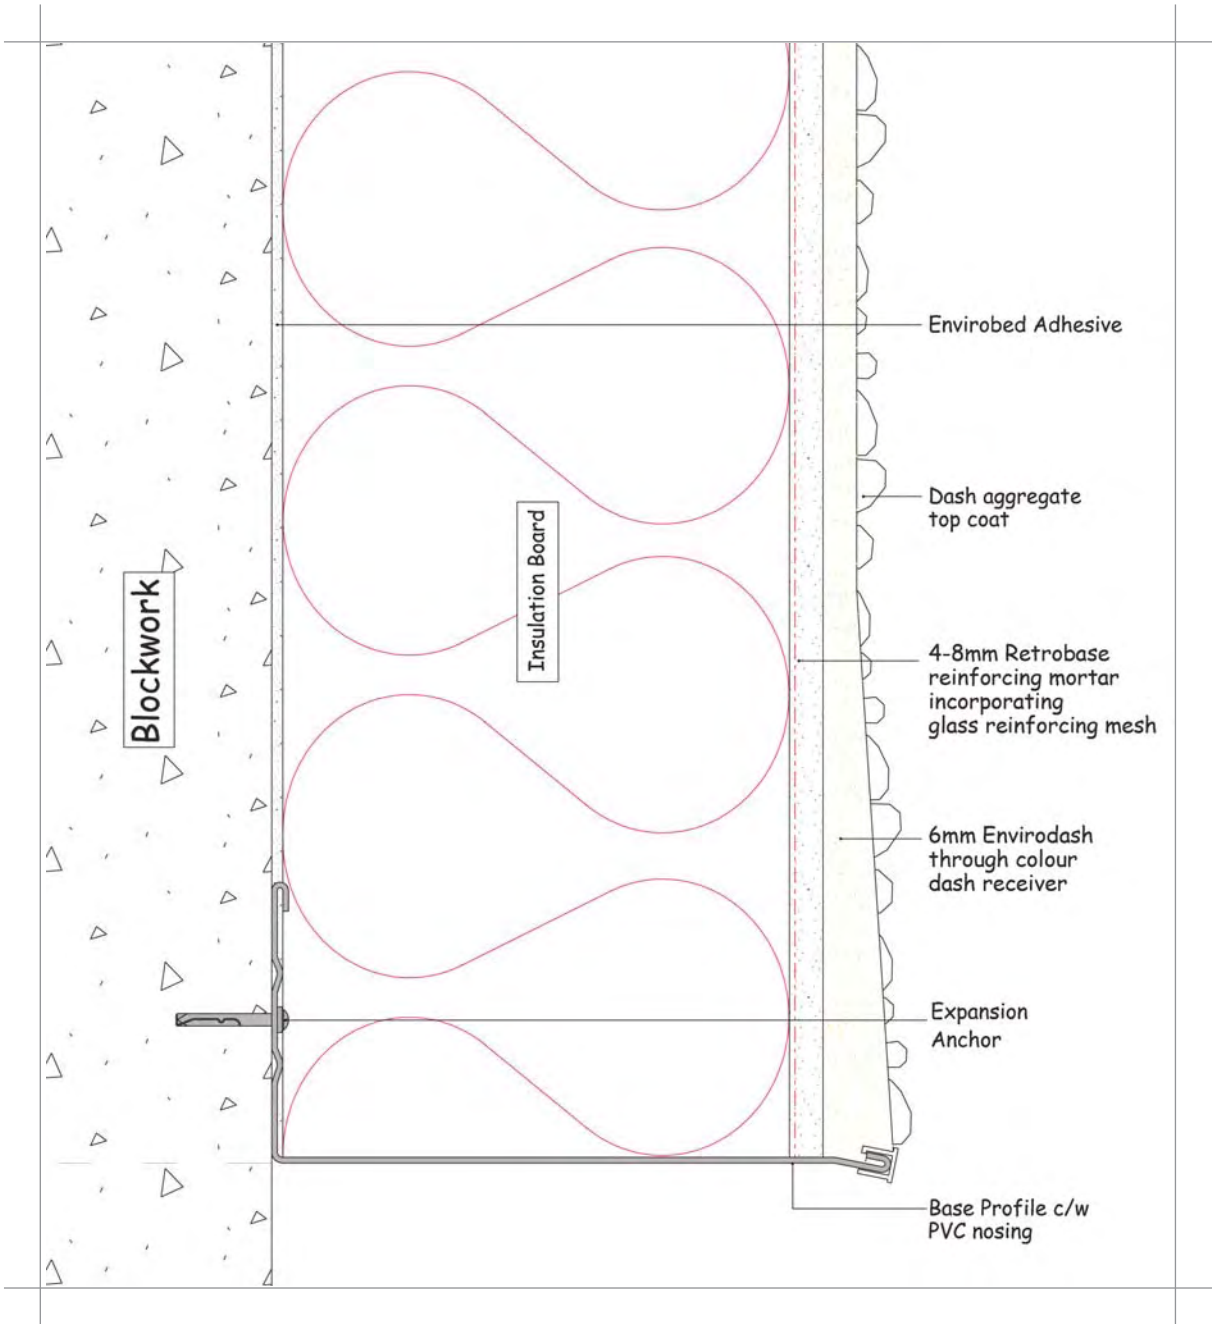 Envirobed Adhesive
Dash aggregate
top coat
Insulation Board
Blockwork
4-8mm Retrobase
reinforcing mortar
incorporating
glass reinforcing mesh
6mm Envirodash
through colour
dash receiver
Expansion
Anchor
Base Profile c/w
PVC nosing